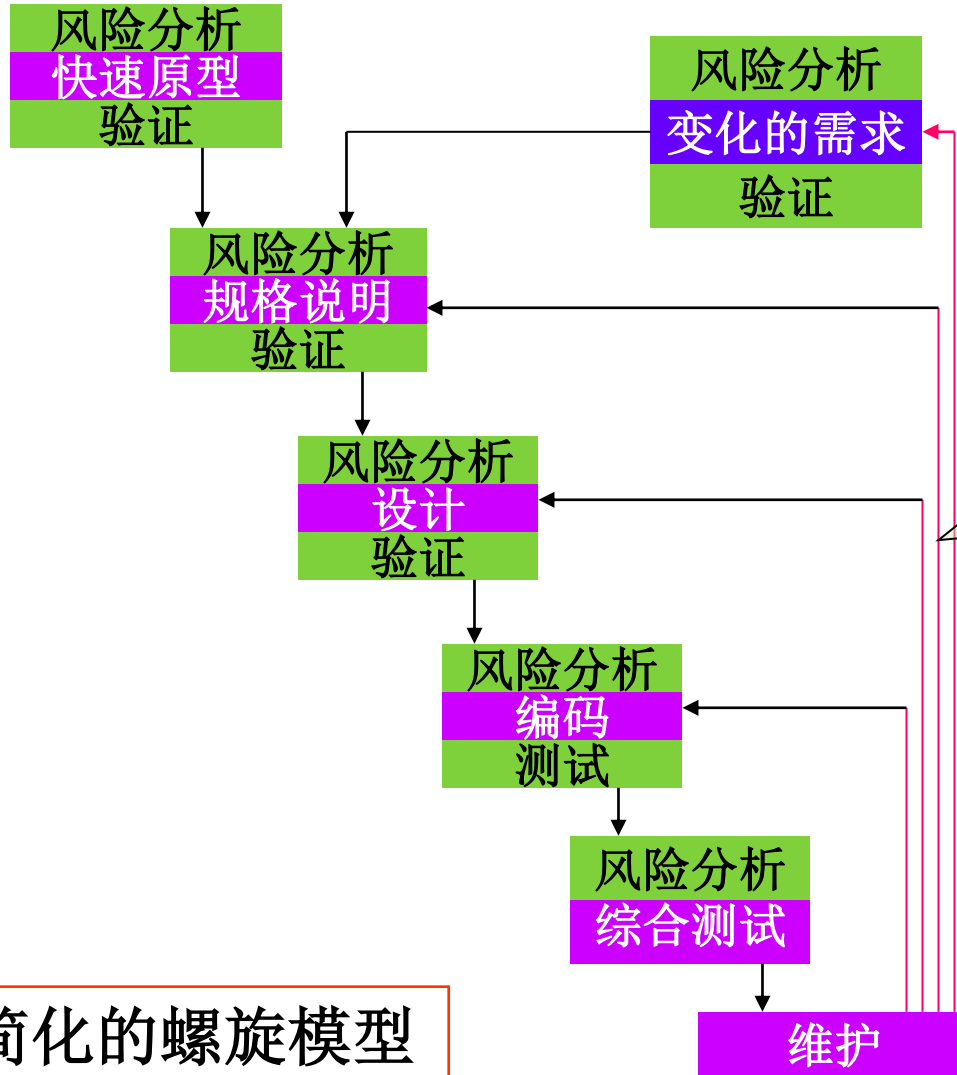 风险分析
快速原型
验证
风险分析
变化的需求
验证
风险分析
规格说明
验证
风险分析
设计
验证
风险分析
编码
测试
风险分析
综合测试
维护
简化的螺旋模型